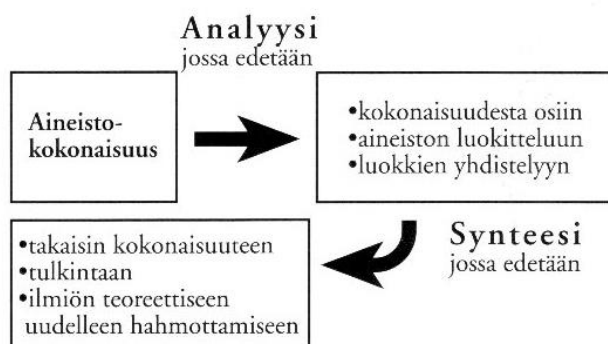 Analyysi
jossa edetään
Aineisto-
kokonaisuus
•kokonaisuudesta osiin
•aineiston luokitteluun
•luokkien yhdistelyyn
Synteesi
jossa edetään
•takaisin kokonaisuuteen
•tulkintaan
•ilmiön teoreettiseen
uudelleen hahmottamiseen